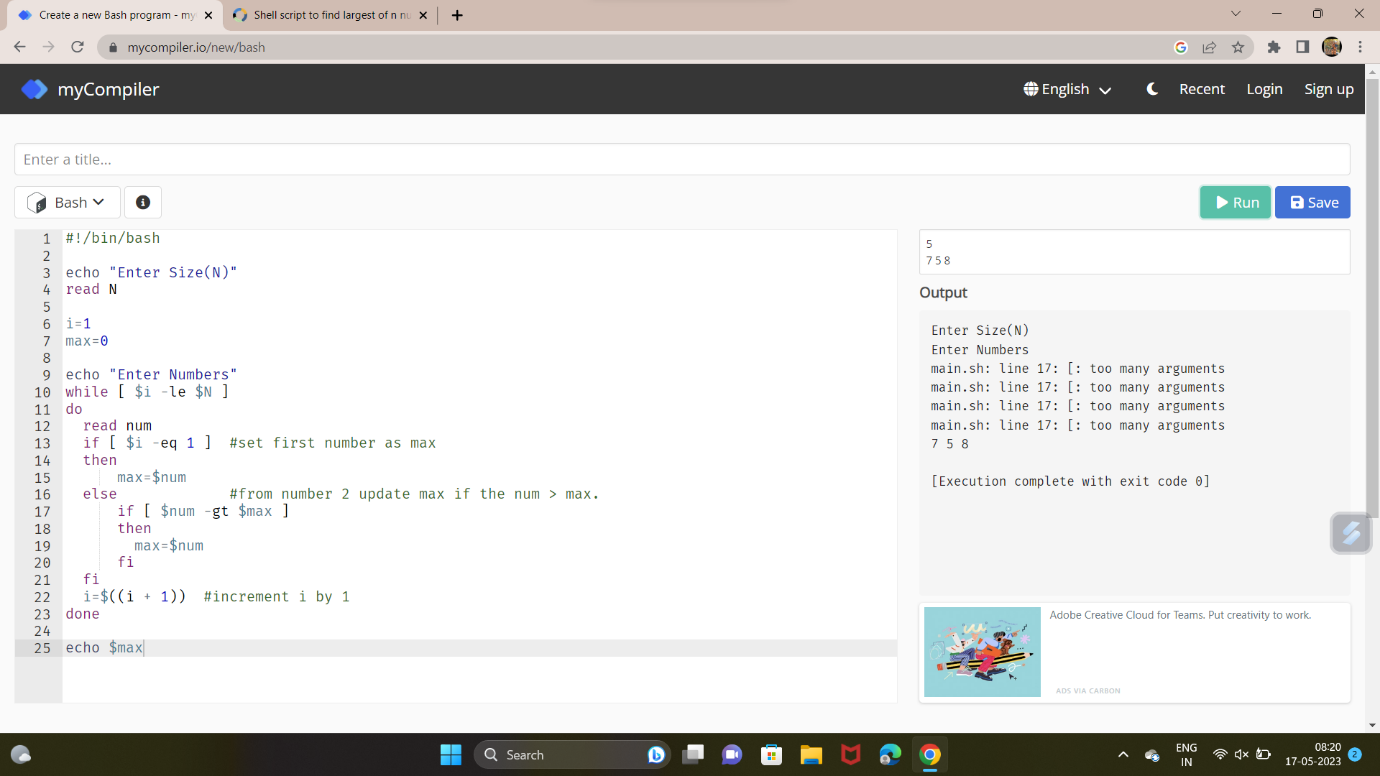 Create a new Bash program - my
Shell script to find largest of n nu
mycompiler.io/new/bash
myCompiler
English
Recent
Login
Sign up
Enter a title...
Bash
Run
Save
1 #!/bin/bash
2
3 echo "Enter Size(N)"
4 read N
5
6 i=1
7 max=0
8
9 echo "Enter Numbers"
10 while [ $i -le $N ]
11 do
12 read num
13 if [ $i -eq 1 ] #set first number as max
14 then
15 max=$num
16 else #from number 2 update max if the num > max.
17 if [ $num -gt $max ]
18 then
19 max=$num
20 fi
21 fi
22 i=$((i + 1)) #increment i by 1
23 done
24
25 echo $max
5
7 5 8
Output
Enter Size(N)
Enter Numbers
main.sh: line 17: [: too many arguments
main.sh: line 17: [: too many arguments
main.sh: line 17: [: too many arguments
main.sh: line 17: [: too many arguments
7 5 8
[Execution complete with exit code 0]
Adobe Creative Cloud for Teams. Put creativity to work.
ADS VIA CARBON
Search
ENG
IN
08:20
17-05-2023
2